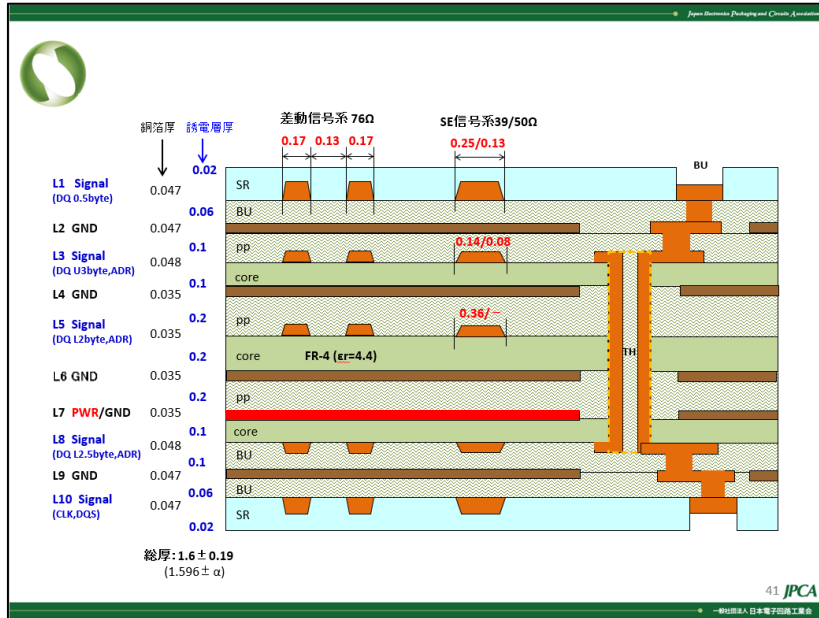 Japan Electronics Packaging and Circuits Association
差動信号系 76Ω
SE信号系39/50Ω
銅箔厚 誘電層厚
0.17 0.13 0.17
0.25/0.13
BU
0.02
L1 Signal
(DQ 0.5byte)
0.047
SR
0.06
BU
L2 GND
0.047
0.1
pp
0.14/0.08
L3 Signal
(DQ U3byte,ADR)
0.048
core
0.1
L4 GND
0.035
0.2
pp
0.36/−
L5 Signal
(DQ L2byte,ADR)
0.035
0.2
core
FR-4 (εr=4.4)
TH
L6 GND
0.035
0.2
pp
L7 PWR/GND
0.035
0.1
core
L8 Signal
(DQ L2.5byte,ADR)
0.048
BU
0.1
L9 GND
0.047
0.06
BU
L10 Signal
(CLK,DQS)
0.047
SR
0.02
総厚：1.6±0.19
(1.596± α)
41 JPCA
一般社団法人 日本電子回路工業会